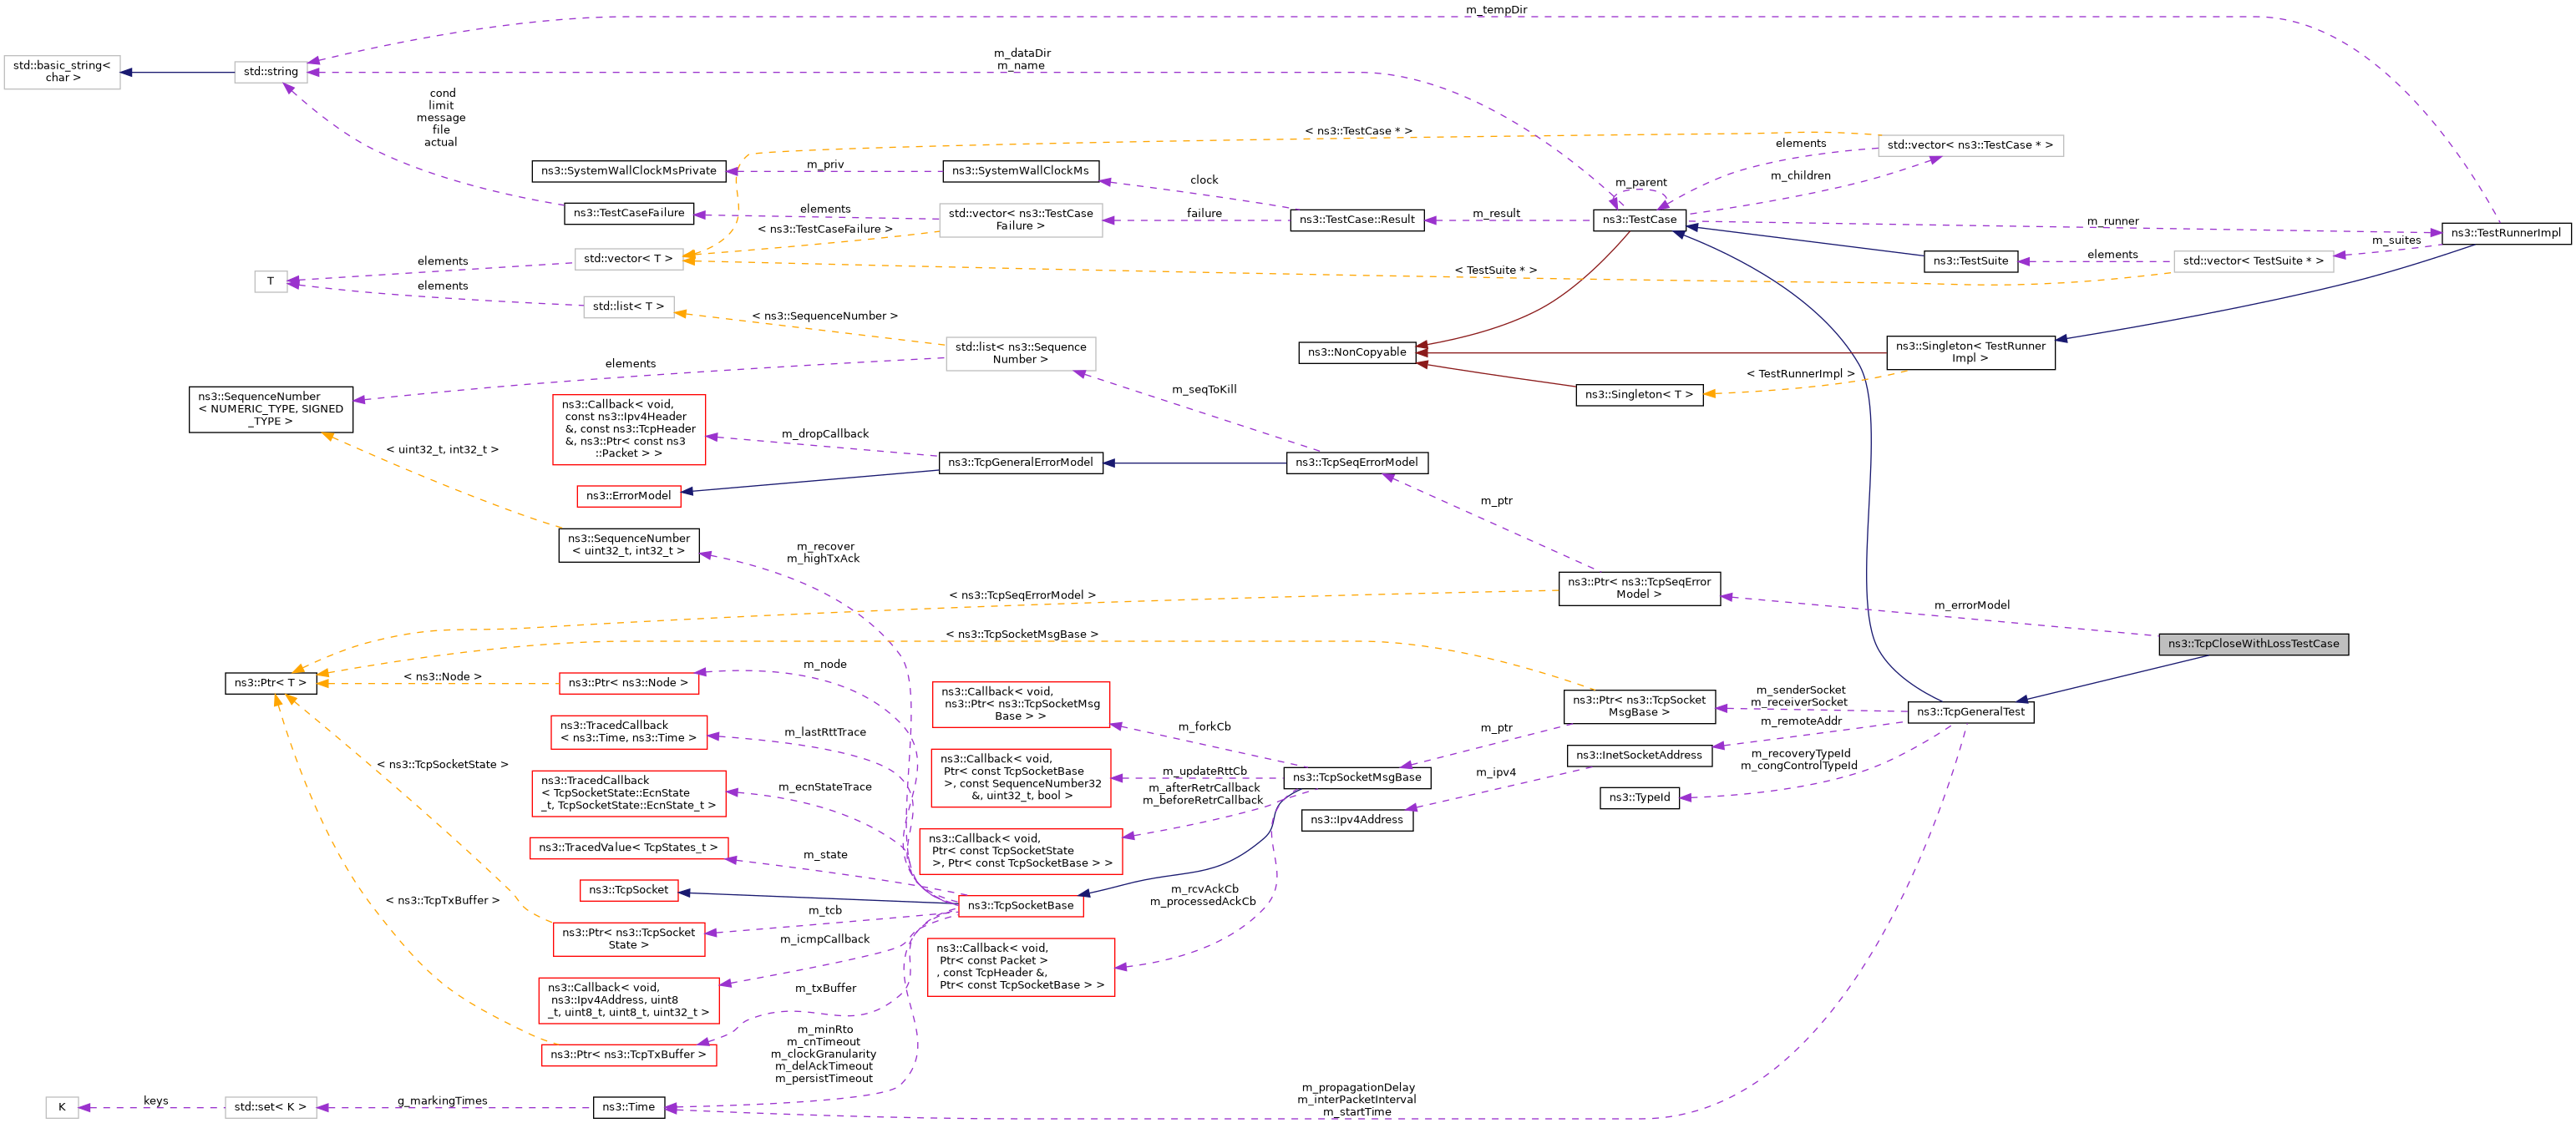 m_tempDir
m_dataDir
m_name
std::basic_string<
char >
std::string
cond
limit
message
file
actual
< ns3::TestCase * >
std::vector< ns3::TestCase * >
elements
m_children
m_parent
ns3::SystemWallClockMsPrivate
m_priv
ns3::SystemWallClockMs
clock
ns3::TestCaseFailure
elements
std::vector< ns3::TestCase
Failure >
failure
ns3::TestCase::Result
m_result
ns3::TestCase
m_runner
ns3::TestRunnerImpl
m_suites
< ns3::TestCaseFailure >
std::vector< T >
elements
T
elements
std::list< T >
< TestSuite * >
ns3::TestSuite
elements
std::vector< TestSuite * >
< ns3::SequenceNumber >
std::list< ns3::Sequence
Number >
elements
ns3::NonCopyable
ns3::Singleton< TestRunner
Impl >
< TestRunnerImpl >
ns3::Singleton< T >
ns3::SequenceNumber
< NUMERIC_TYPE, SIGNED
_TYPE >
m_seqToKill
ns3::Callback< void,
const ns3::Ipv4Header
&, const ns3::TcpHeader
&, ns3::Ptr< const ns3
::Packet > >
m_dropCallback
< uint32_t, int32_t >
ns3::TcpGeneralErrorModel
ns3::TcpSeqErrorModel
ns3::ErrorModel
m_ptr
ns3::SequenceNumber
< uint32_t, int32_t >
m_recover
m_highTxAck
ns3::Ptr< ns3::TcpSeqError
Model >
< ns3::TcpSeqErrorModel >
m_errorModel
< ns3::TcpSocketMsgBase >
ns3::TcpCloseWithLossTestCase
ns3::Ptr< T >
< ns3::Node >
ns3::Ptr< ns3::Node >
m_node
ns3::Callback< void,
ns3::Ptr< ns3::TcpSocketMsg
Base > >
m_forkCb
ns3::Ptr< ns3::TcpSocket
MsgBase >
m_senderSocket
m_receiverSocket
ns3::TcpGeneralTest
m_remoteAddr
m_ptr
ns3::TracedCallback
< ns3::Time, ns3::Time >
m_lastRttTrace
ns3::InetSocketAddress
m_recoveryTypeId
m_congControlTypeId
< ns3::TcpSocketState >
ns3::TracedCallback
< TcpSocketState::EcnState
_t, TcpSocketState::EcnState_t >
m_ecnStateTrace
ns3::Callback< void,
Ptr< const TcpSocketBase
>, const SequenceNumber32
&, uint32_t, bool >
m_updateRttCb
ns3::TcpSocketMsgBase
m_ipv4
m_afterRetrCallback
m_beforeRetrCallback
ns3::TypeId
ns3::Ipv4Address
ns3::TracedValue< TcpStates_t >
m_state
ns3::Callback< void,
Ptr< const TcpSocketState
>, Ptr< const TcpSocketBase > >
ns3::TcpSocket
ns3::TcpSocketBase
m_rcvAckCb
m_processedAckCb
< ns3::TcpTxBuffer >
m_tcb
ns3::Ptr< ns3::TcpSocket
State >
m_icmpCallback
ns3::Callback< void,
Ptr< const Packet >
, const TcpHeader &,
Ptr< const TcpSocketBase > >
ns3::Callback< void,
ns3::Ipv4Address, uint8
_t, uint8_t, uint8_t, uint32_t >
m_txBuffer
ns3::Ptr< ns3::TcpTxBuffer >
m_minRto
m_cnTimeout
m_clockGranularity
m_delAckTimeout
m_persistTimeout
K
keys
std::set< K >
g_markingTimes
ns3::Time
m_propagationDelay
m_interPacketInterval
m_startTime